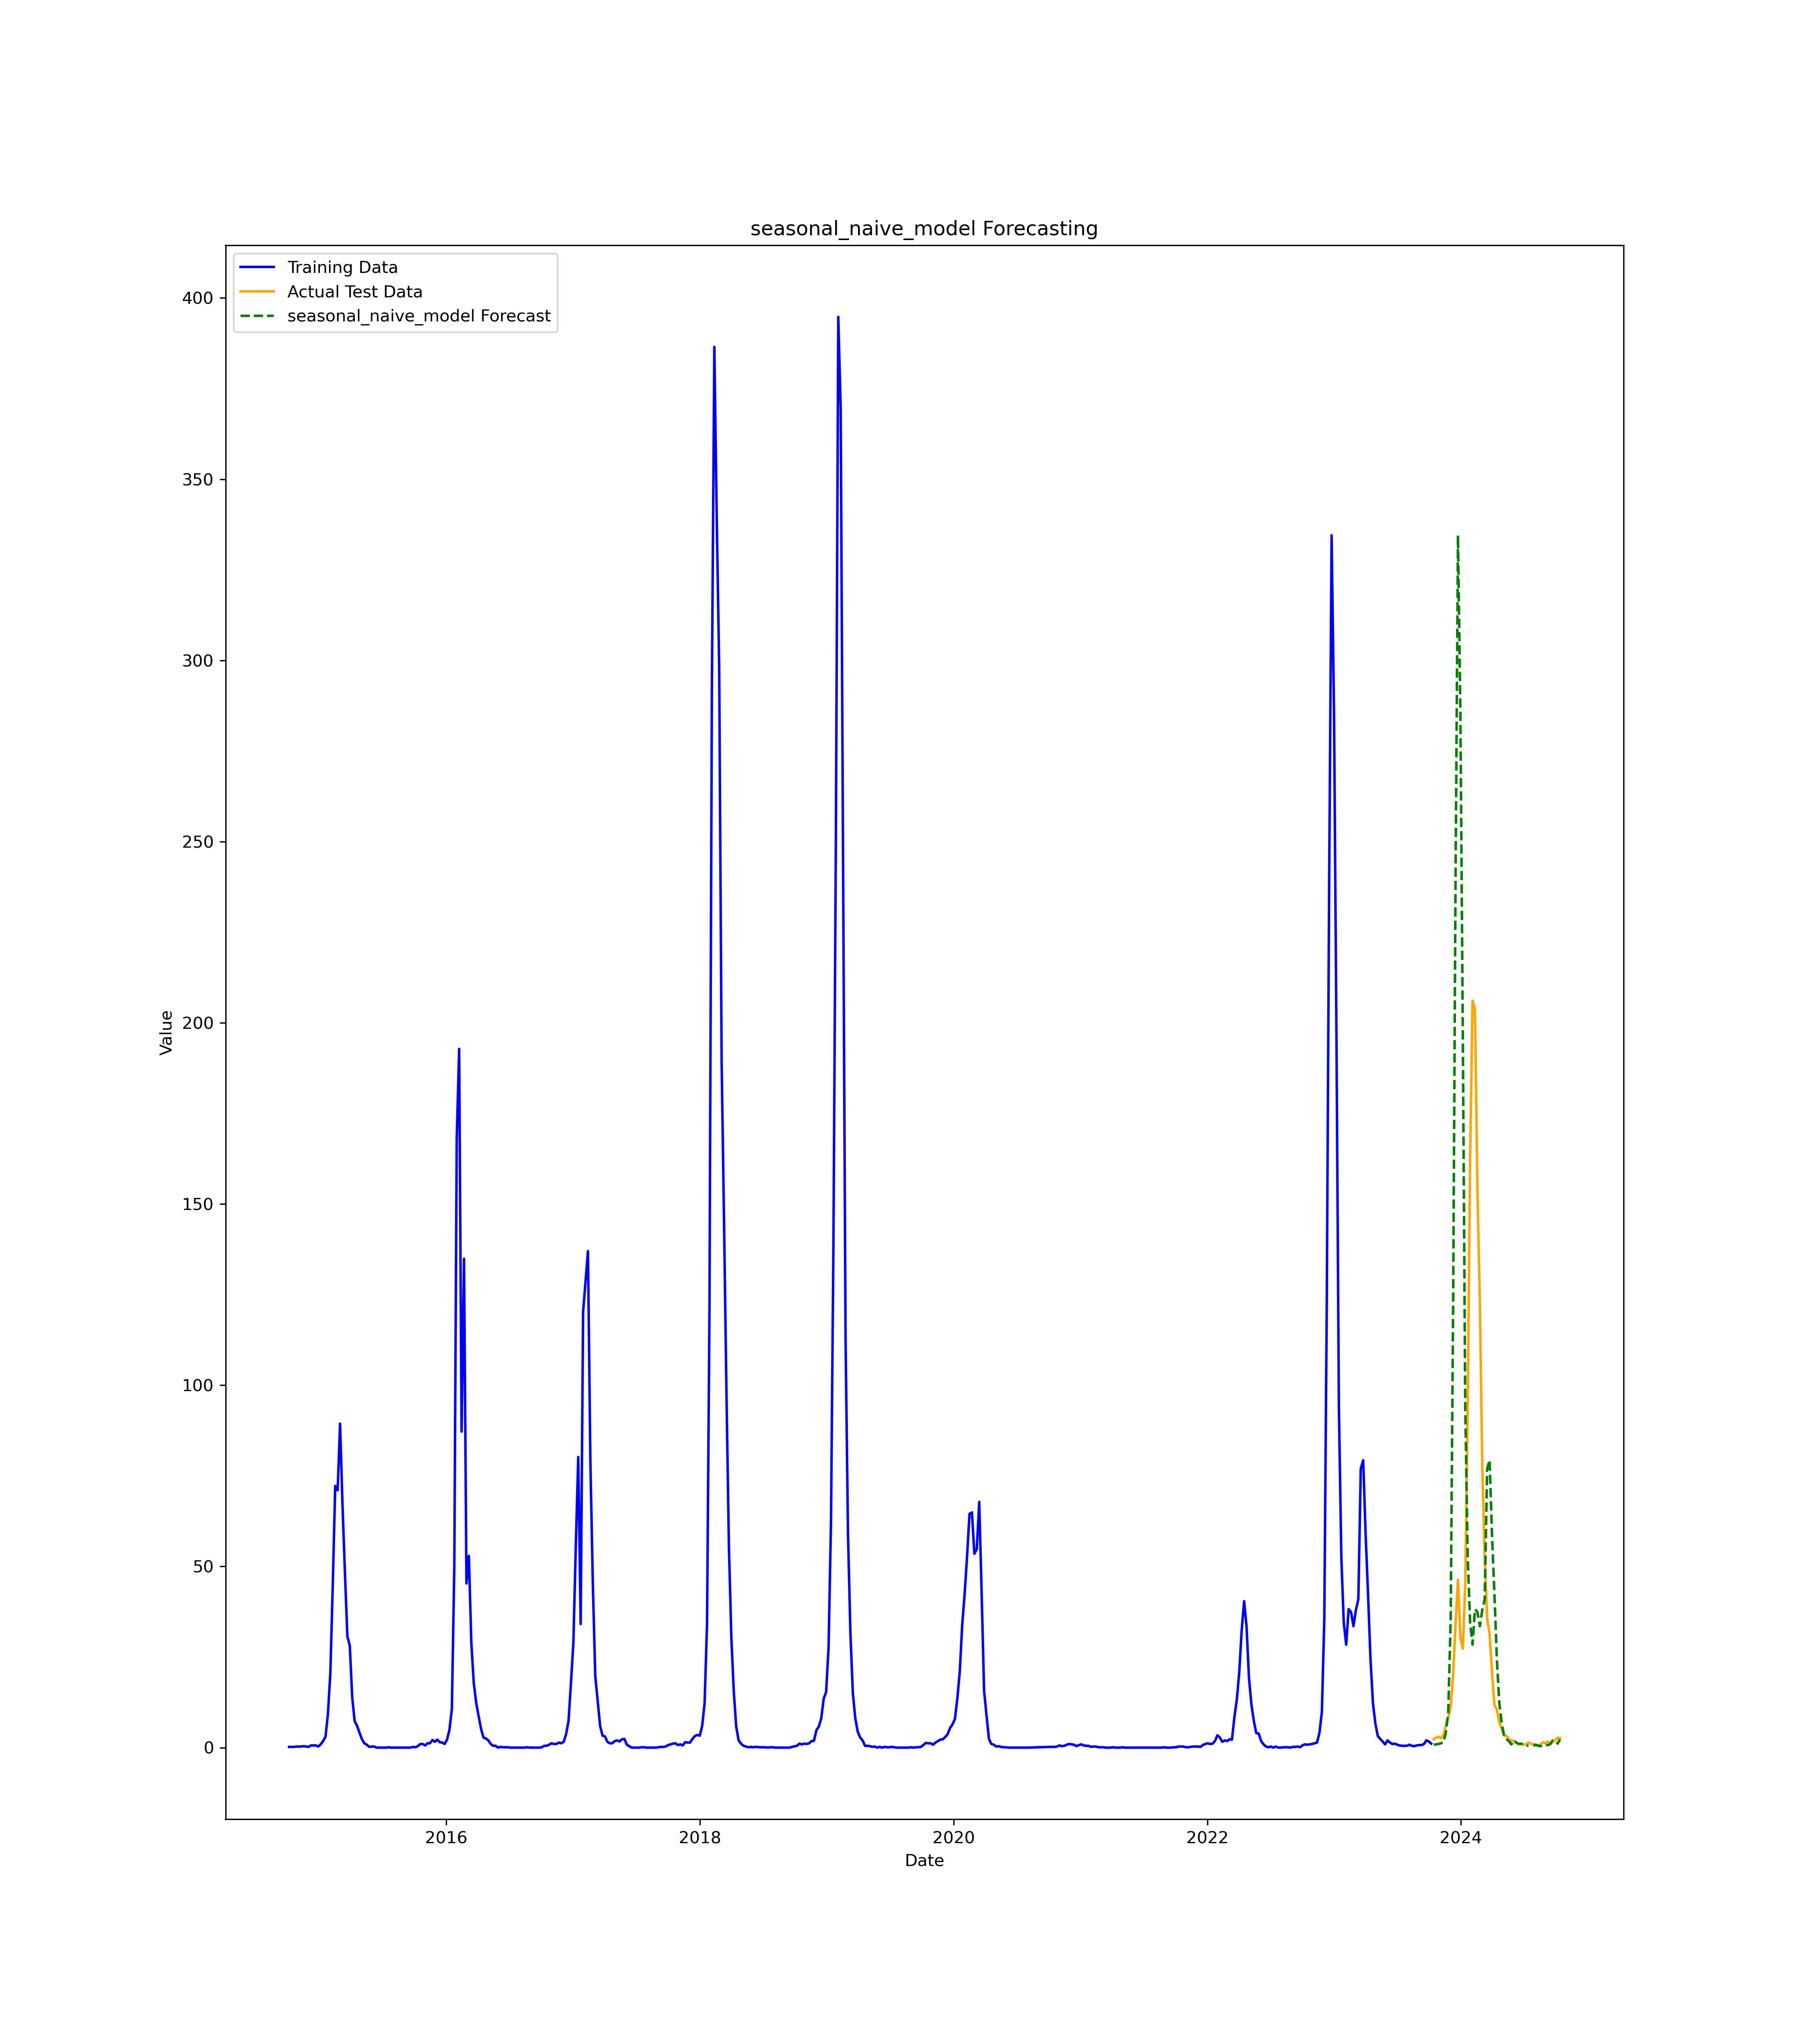 seasonal_naive_model Forecasting
Training Data
Actual Test Data
seasonal_naive_model Forecast
400
350
300
250
200
150
100
50
0
Value
2016 2018 2020 2022 2024
Date